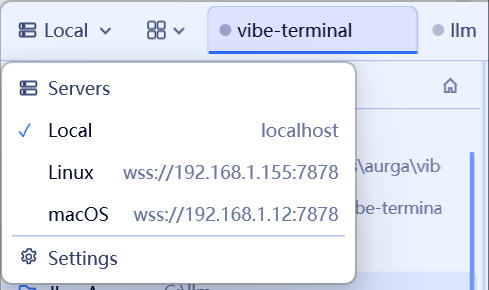 Local
vibe-terminal
llm
Servers
Local localhost
Linux wss://192.168.1.155:7878
macOS wss://192.168.1.12:7878
Settings